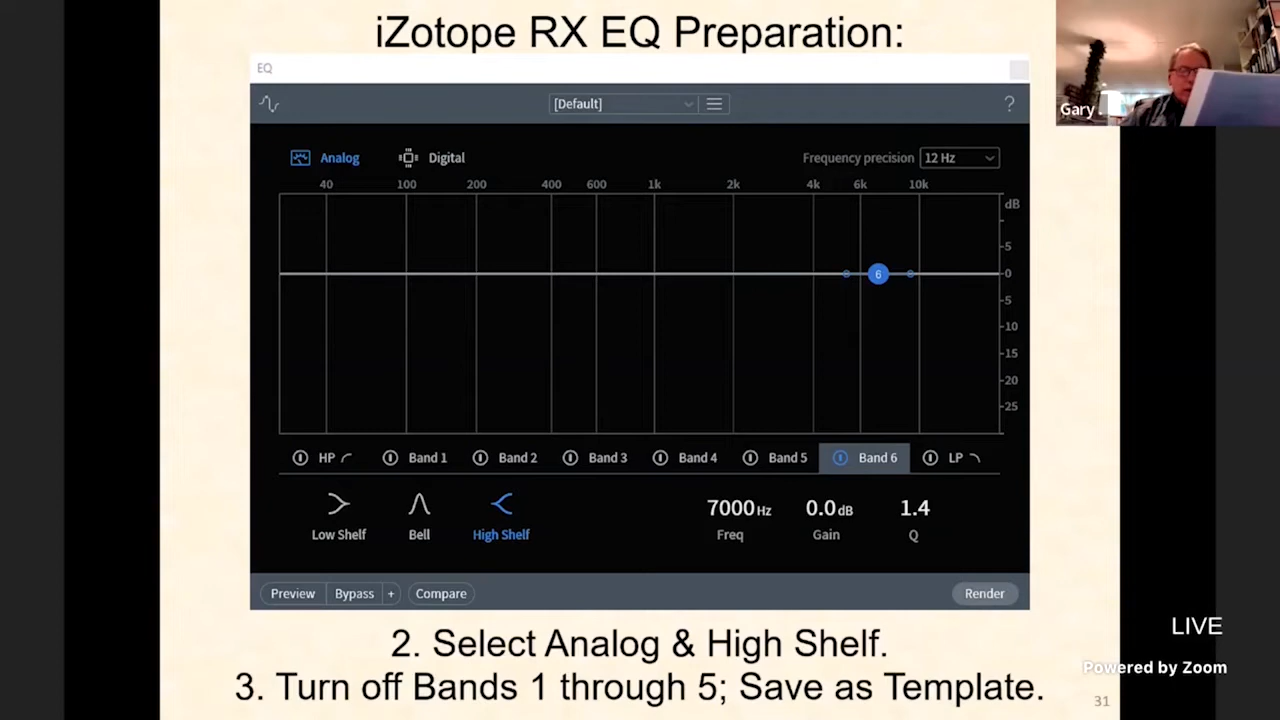 iZotope RX EQ Preparation:
EQ
[Default]
?
Analog Digital Frequency precision 12 Hz
40 100 200 400 600 1k 2k 4k 6k 10k
dB
-5
6 -0
-5
-10
-15
-20
-25
HP Band 1 Band 2 Band 3 Band 4 Band 5 Band 6 LP
7000 Hz 0.0 dB 1.4
Low Shelf Bell High Shelf Freq Gain Q
Preview Bypass + Compare Render
2. Select Analog & High Shelf.
3. Turn off Bands 1 through 5; Save as Template.
31
Gary
LIVE
Powered by Zoom